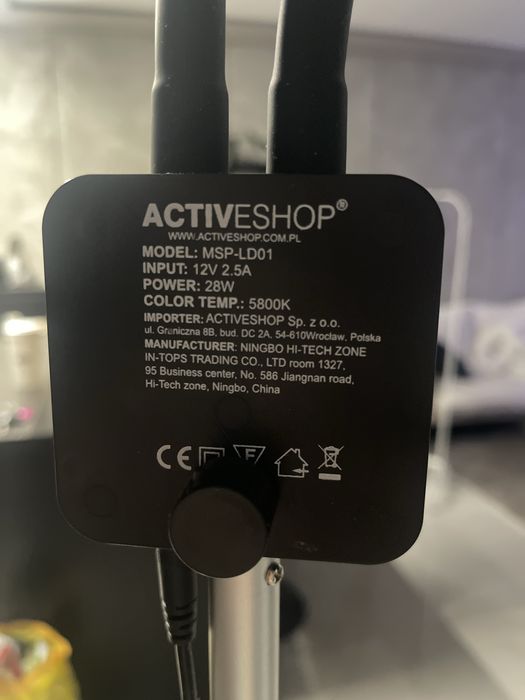 ACTIVESHOP®
WWW.ACTIVESHOP.COM.PL
MODEL: MSP-LD01
INPUT: 12V 2.5A
POWER: 28W
COLOR TEMP.: 5800K
IMPORTER: ACTIVESHOP Sp. z o.o.
ul. Graniczna 8B, bud. DC 2A, 54-610Wrocław, Polska
MANUFACTURER: NINGBO HI-TECH ZONE
IN-TOPS TRADING CO., LTD room 1327,
95 Business center, No. 586 Jiangnan road,
Hi-Tech zone, Ningbo, China
CE F